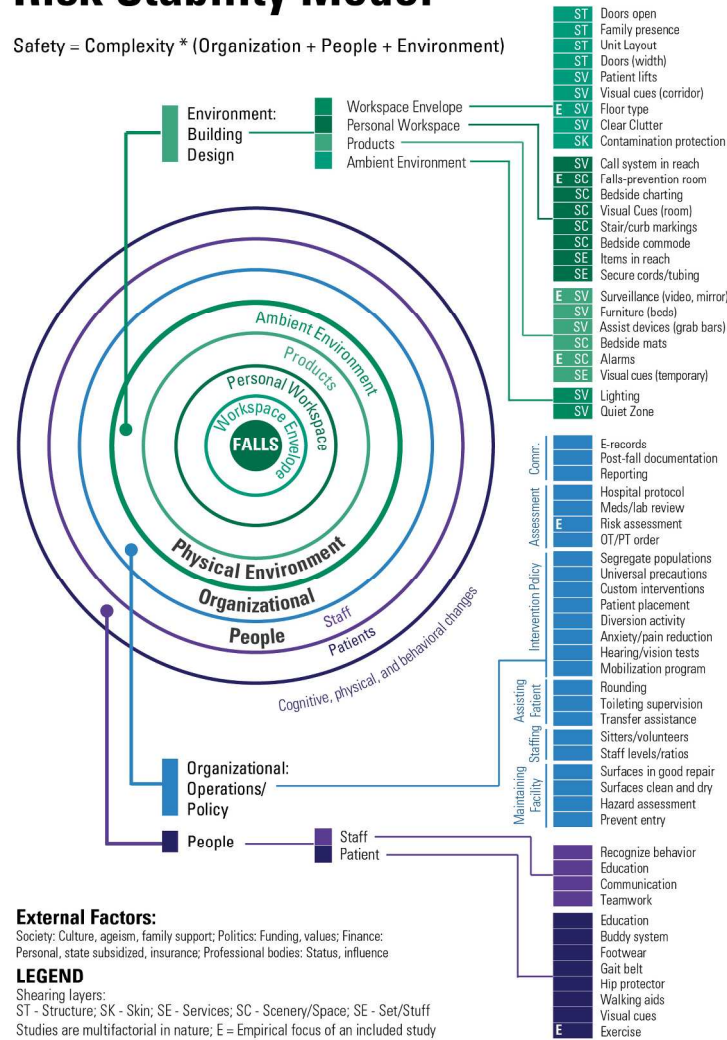 Risk Stability Model
Safety = Complexity * (Organization + People + Environment)
Environment:
Building
Design
Workspace Envelope
Personal Workspace
Products
Ambient Environment
ST Doors open
ST Family presence
ST Unit Layout
ST Doors (width)
SV Patient lifts
SV Visual cues (corridor)
E SV Floor type
SV Clear Clutter
SK Contamination protection
SV Call system in reach
E SC Falls-prevention room
SC Bedside charting
SC Visual Cues (room)
SC Stair/curb markings
SC Bedside commode
SE Items in reach
SE Secure cords/tubing
E SV Surveillance (video, mirror)
SV Furniture (beds)
SV Assist devices (grab bars)
SC Bedside mats
E SC Alarms
SE Visual cues (temporary)
SV Lighting
SV Quiet Zone
Ambient Environment
Products
Personal Workspace
Workspace Envelope
FALLS
Physical Environment
Organizational
Staff
People
Patients
Cognitive, physical, and behavioral changes
Comm.
E-records
Post-fall documentation
Reporting
Assessment
Hospital protocol
Meds/lab review
E Risk assessment
OT/PT order
Intervention Policy
Segregate populations
Universal precautions
Custom interventions
Patient placement
Diversion activity
Anxiety/pain reduction
Hearing/vision tests
Mobilization program
Assisting
Patient
Rounding
Toileting supervision
Transfer assistance
Staffing
Sitters/volunteers
Staff levels/ratios
Maintaining
Facility
Surfaces in good repair
Surfaces clean and dry
Hazard assessment
Prevent entry
Organizational:
Operations/
Policy
People
Staff
Patient
Recognize behavior
Education
Communication
Teamwork
Education
Buddy system
Footwear
Gait belt
Hip protector
Walking aids
Visual cues
E Exercise
External Factors:
Society: Culture, ageism, family support; Politics: Funding, values; Finance:
Personal, state subsidized, insurance; Professional bodies: Status, influence
LEGEND
Shearing layers:
ST - Structure; SK - Skin; SE - Services; SC - Scenery/Space; SE - Set/Stuff
Studies are multifactorial in nature; E = Empirical focus of an included study